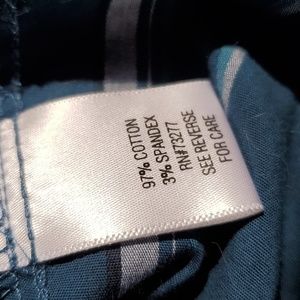 97% COTTON
3% SPANDEX
RN#73277
SEE REVERSE
FOR CARE